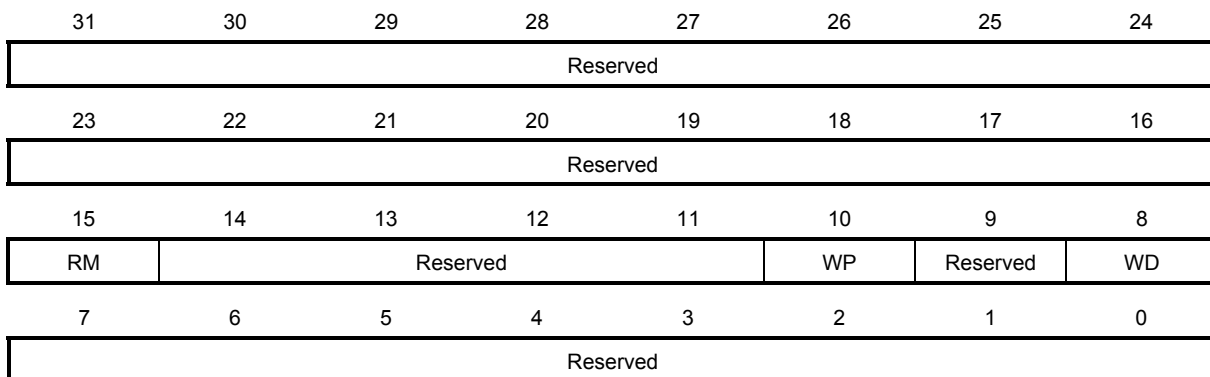 31 30 29 28 27 26 25 24
Reserved
23 22 21 20 19 18 17 16
Reserved
15 14 13 12 11 10 9 8
RM Reserved WP Reserved WD
7 6 5 4 3 2 1 0
Reserved